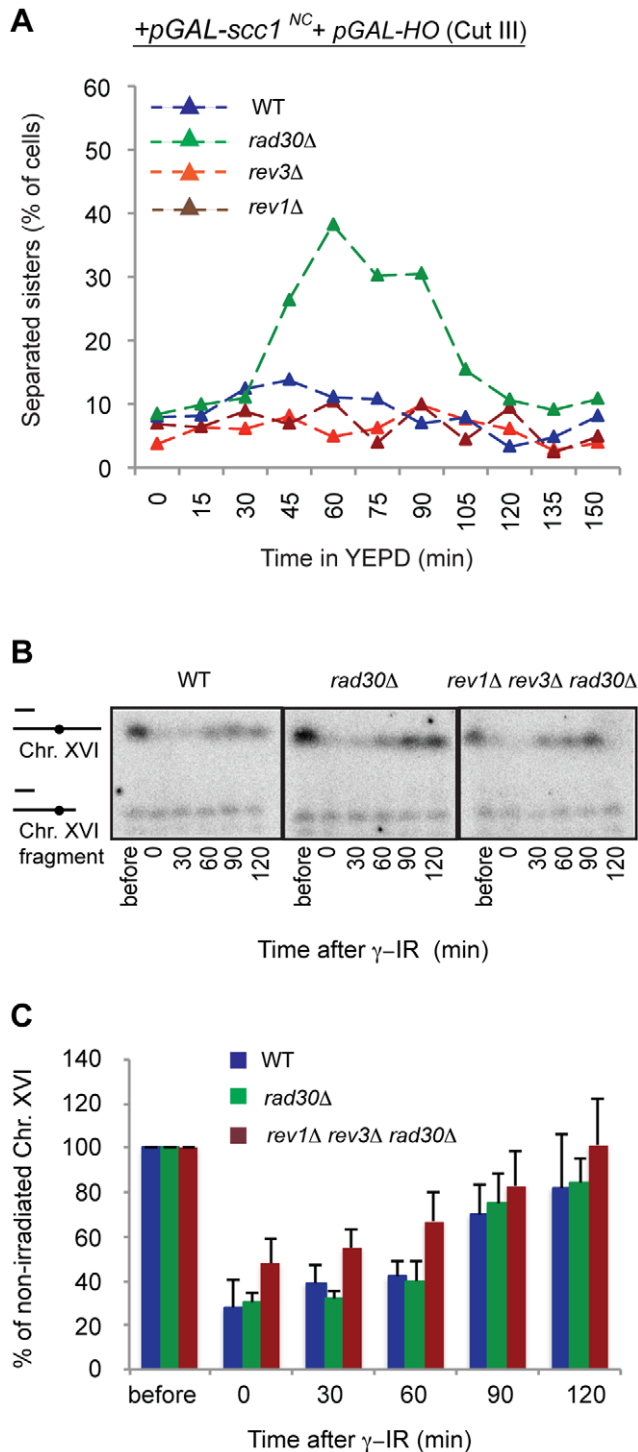 A
+pGAL-scc1 NC + pGAL-HO (Cut III)
Separated sisters (% of cells)
60
50
40
30
20
10
0
WT
rad30Δ
rev3Δ
rev1Δ
0 15 30 45 60 75 90 105 120 135 150
Time in YEPD (min)
B
WT rad30Δ rev1Δ rev3Δ rad30Δ
Chr. XVI
Chr. XVI
fragment
before 0 30 60 90 120 before 0 30 60 90 120 before 0 30 60 90 120
Time after γ–IR (min)
C
% of non-irradiated Chr. XVI
140
120
100
80
60
40
20
0
WT
rad30Δ
rev1Δ rev3Δ rad30Δ
before 0 30 60 90 120
Time after γ–IR (min)